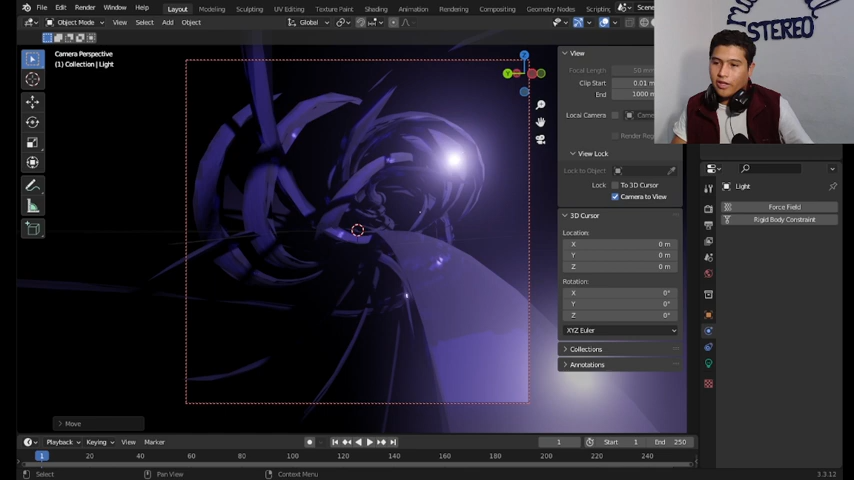 File Edit Render Window Help Layout Modeling Sculpting UV Editing Texture Paint Shading Animation Rendering Compositing Geometry Nodes Scripting
STEREO
Object Mode View Select Add Object Global
Camera Perspective
(1) Collection | Light
Z
Y
View
Focal Length 50 mm
Clip Start 0.01 m
End 1000 m
Local Camera
Render Reg
View Lock
Lock to Object
Lock To 3D Cursor
Camera to View
3D Cursor
Location:
X 0 m
Y 0 m
Z 0 m
Rotation:
X 0°
Y 0°
Z 0°
XYZ Euler
Collections
Annotations
Light
Force Field
Rigid Body Constraint
Move
Playback Keying View Marker 1 Start 1 End 250
1 20 40 60 80 100 120 140 160 180 200 220 240
Select Pan View Context Menu 3.3.12